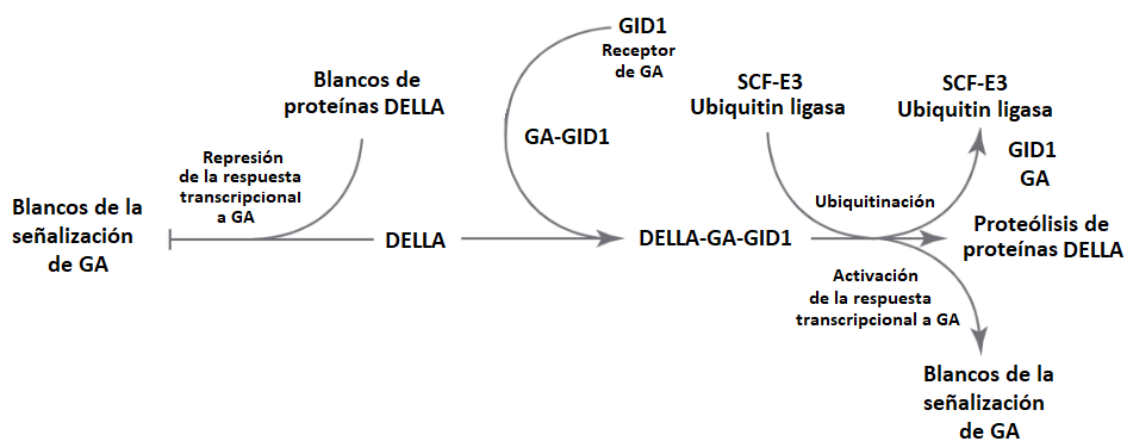 GID1
Receptor
de GA
Blancos de
proteínas DELLA
SCF-E3
Ubiquitin ligasa
SCF-E3
Ubiquitin ligasa
GA-GID1
GID1
GA
Represión
de la respuesta
transcripcional
a GA
Blancos de la
señalización
de GA
DELLA
DELLA-GA-GID1
Ubiquitinación
Proteólisis de
proteínas DELLA
Activación
de la respuesta
transcripcional a GA
Blancos de la
señalización
de GA